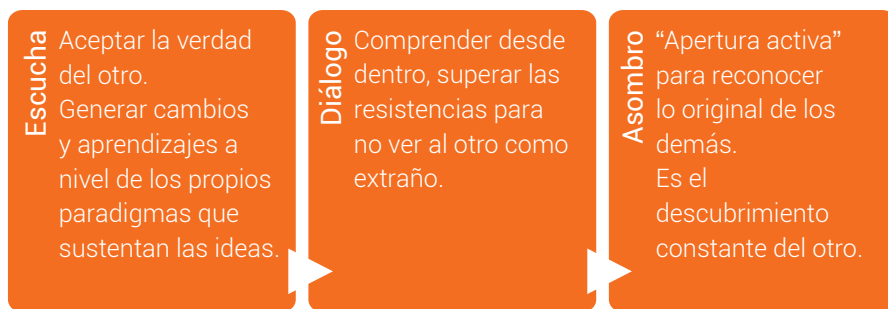 Escucha
Aceptar la verdad
del otro.
Generar cambios
y aprendizajes a
nivel de los propios
paradigmas que
sustentan las ideas.
Diálogo
Comprender desde
dentro, superar las
resistencias para
no ver al otro como
extraño.
Asombro
“Apertura activa”
para reconocer
lo original de los
demás.
Es el
descubrimiento
constante del otro.